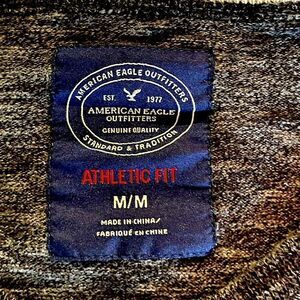 AMERICAN EAGLE OUTFITTERS
EST. 1977
AMERICAN EAGLE
OUTFITTERS
GENUINE QUALITY
STANDARD & TRADITION
ATHLETIC FIT
M/M
MADE IN CHINA/
FABRIQUÉ EN CHINE